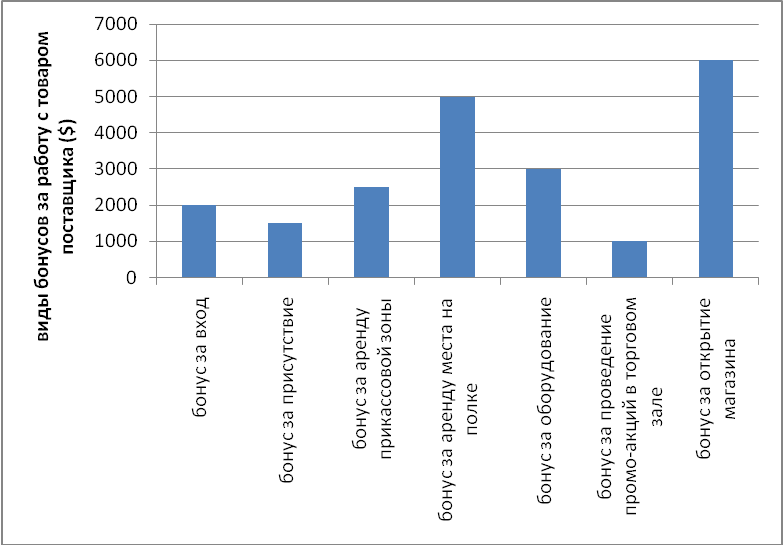 виды бонусов за работу с товаром
поставщика ($)
7000
6000
5000
4000
3000
2000
1000
0
бонус за вход
бонус за присутствие
бонус за аренду
прикассовой зоны
бонус за аренду места на
полке
бонус за оборудование
бонус за проведение
промо-акций в торговом
зале
бонус за открытие
магазина